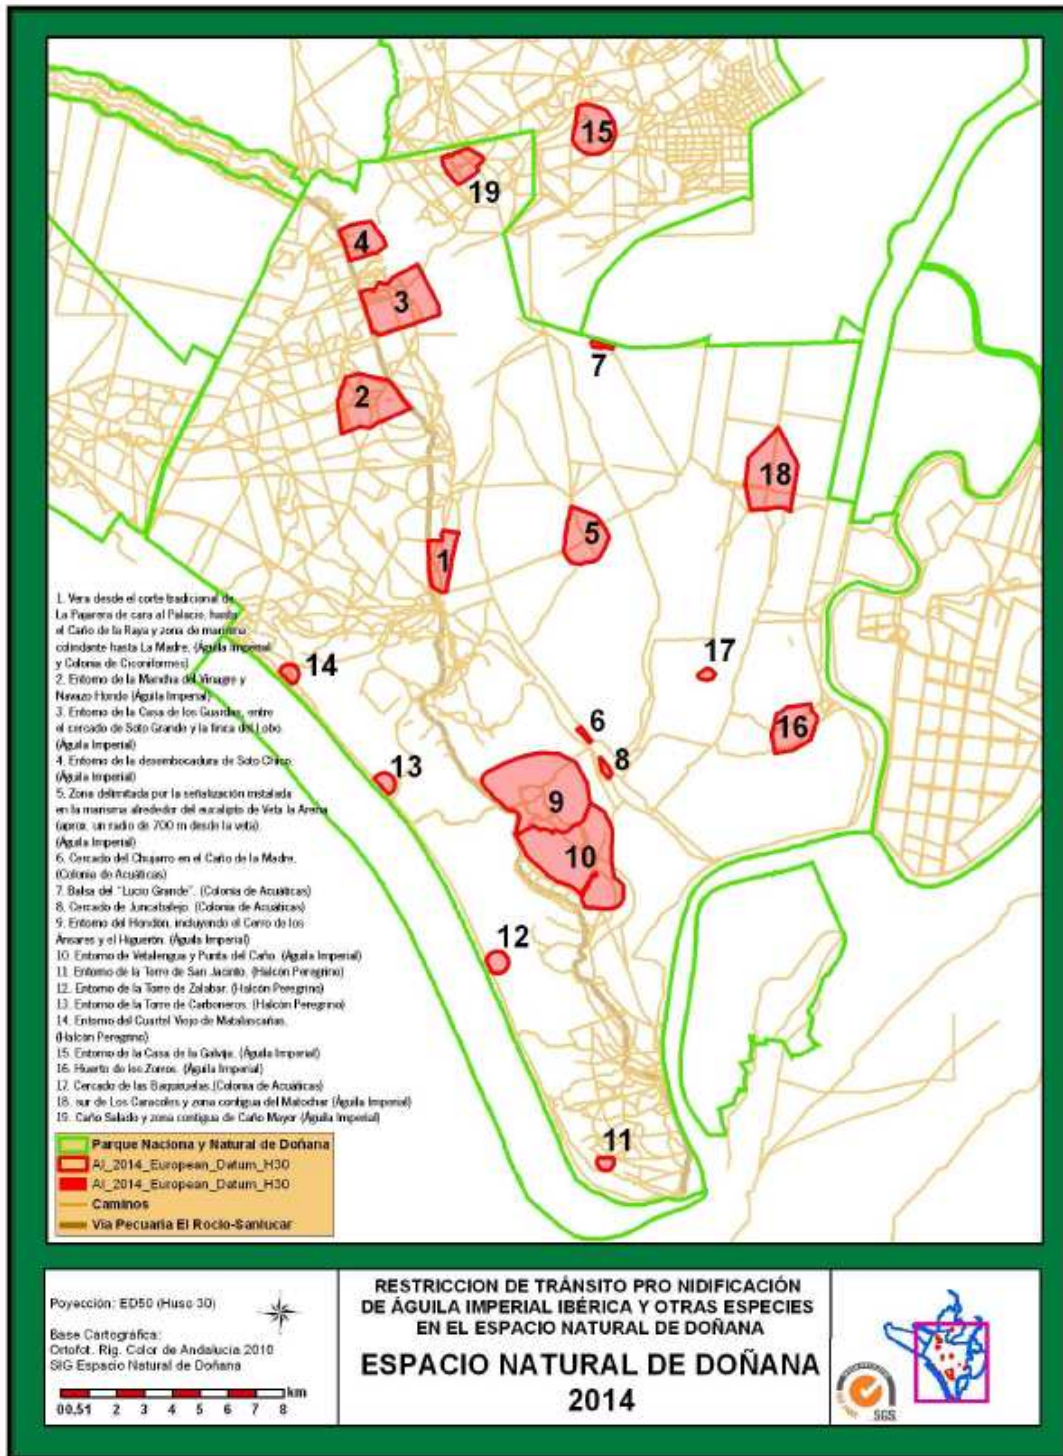 15
19
4
3
7
2
18
5
1
1. Vera desde el corte tradicional de
La Pajarera de cara al Palacio, hasta
el Caño de la Raya y zona de marisma
colindante hasta La Madre. (Águila Imperial
y Colonia de Ciconiformes)
2. Entorno de la Mancha del Vinagre y
Navazo Hondo (Águila Imperial)
3. Entorno de la Casa de los Guardas, entre
el cercado de Soto Grande y la finca del Lobo
(Águila Imperial)
4. Entorno de la desembocadura de Soto Chico
(Águila Imperial)
5. Zona delimitada por la señalización instalada
en la marisma alrededor del eucalipto de Veta la Arena
(aprox. un radio de 700 m desde la veta).
(Águila Imperial)
6. Cercado del Chujarro en el Caño de la Madre.
(Colonia de Acuáticas)
7. Balsa del "Lucio Grande". (Colonia de Acuáticas)
8. Cercado de Juncabalejo. (Colonia de Acuáticas)
9. Entorno del Hondón, incluyendo el Cerro de los
Ansares y el Higuerón. (Águila Imperial)
10. Entorno de Vetalengua y Punta del Caño. (Águila Imperial)
11. Entorno de la Torre de San Jacinto. (Halcón Peregrino)
12. Entorno de la Torre de Zalabar. (Halcón Peregrino)
13. Entorno de la Torre de Carboneros. (Halcón Peregrino)
14. Entorno del Cuartel Viejo de Matalascañas.
(Halcón Peregrino)
15. Entorno de la Casa de la Galvija. (Águila Imperial)
16. Huerto de los Zorros. (Águila Imperial)
17. Cercado de las Baquiruelas.(Colonia de Acuáticas)
18. sur de Los Caracoles y zona contigua del Matochar (Águila Imperial)
19. Caño Salado y zona contigua de Caño Mayor (Águila Imperial)
14
17
6
16
13
8
9
10
12
11
Parque Naciona y Natural de Doñana
AI_2014_European_Datum_H30
AI_2014_European_Datum_H30
Caminos
Via Pecuaria El Rocio-Sanlucar
Poyección: ED50 (Huso 30)
Base Cartográfica:
Ortofot. Rig. Color de Andalucia 2010
SIG Espacio Natural de Doñana
km
00,51 2 3 4 5 6 7 8
RESTRICCION DE TRÁNSITO PRO NIDIFICACIÓN
DE ÁGUILA IMPERIAL IBÉRICA Y OTRAS ESPECIES
EN EL ESPACIO NATURAL DE DOÑANA
ESPACIO NATURAL DE DOÑANA
2014
SGS